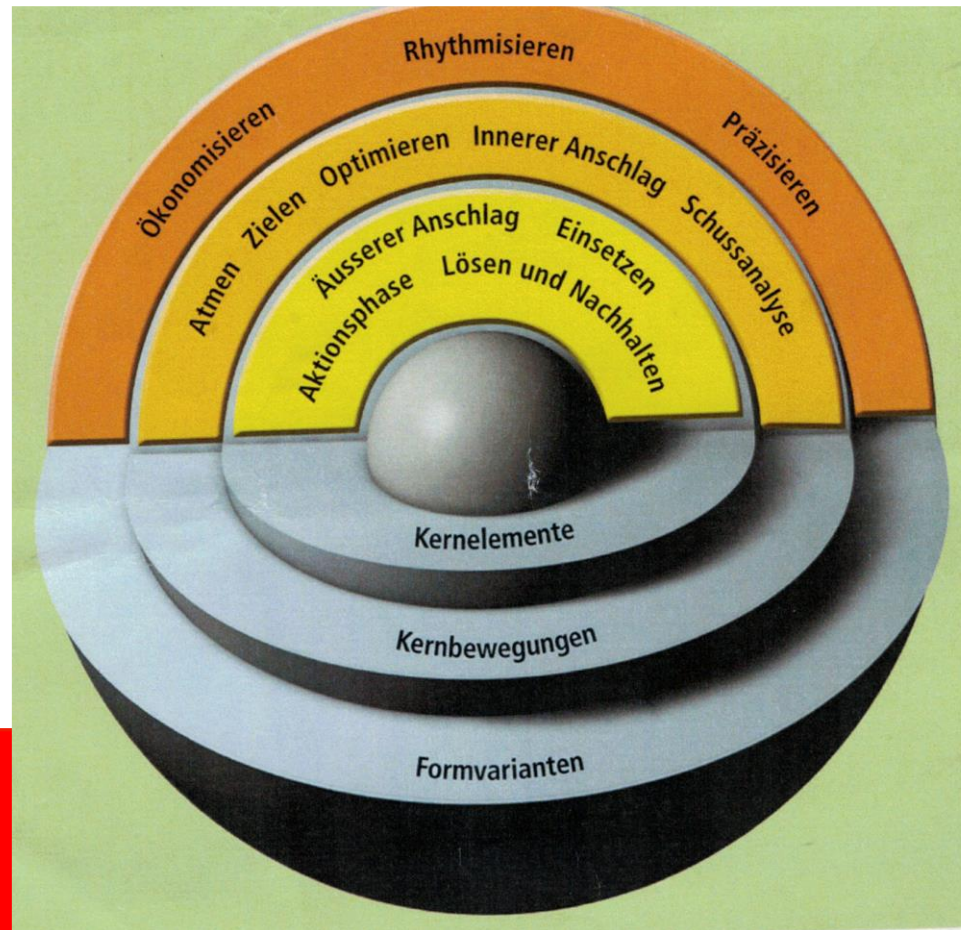 Ökonomisieren Rhythmisieren Präzisieren
Atmen Zielen Optimieren Innerer Anschlag Schussanalyse
Äusserer Anschlag Einsetzen
Aktionsphase Lösen und Nachhalten
Kernelemente
Kernbewegungen
Formvarianten